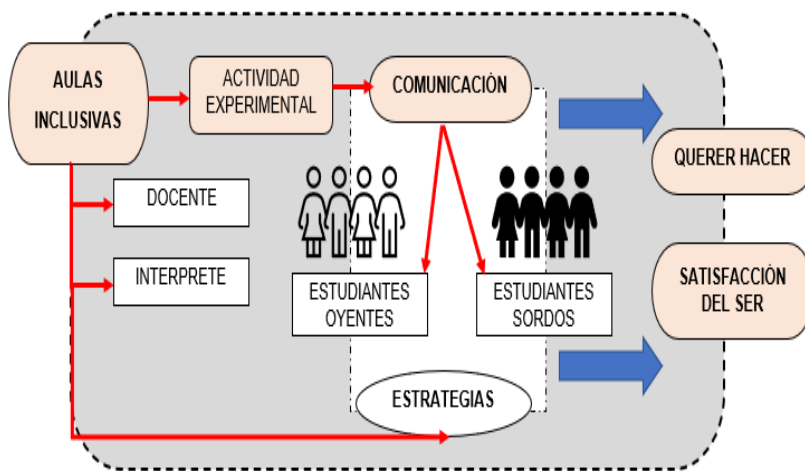 AULAS
INCLUSIVAS
ACTIVIDAD
EXPERIMENTAL
COMUNICACIÓN
QUERER HACER
DOCENTE
INTERPRETE
ESTUDIANTES
OYENTES
ESTUDIANTES
SORDOS
SATISFACCIÓN
DEL SER
ESTRATEGIAS